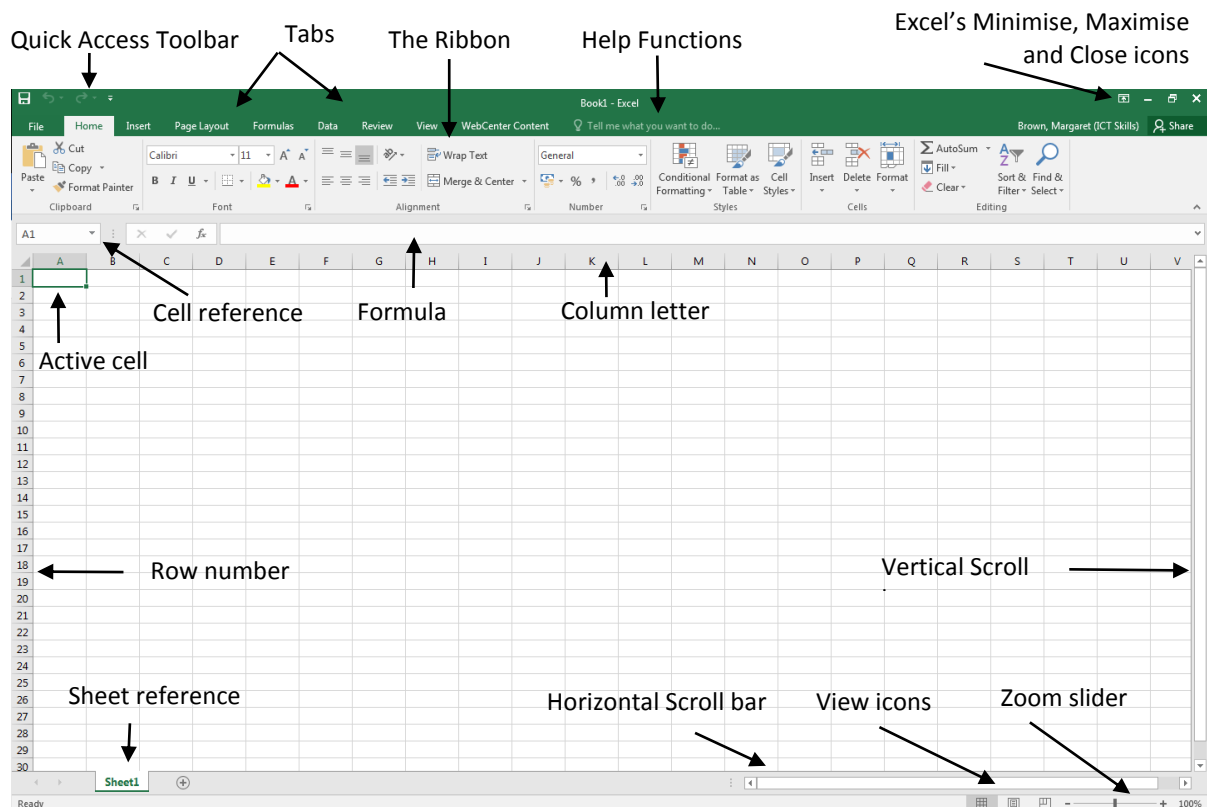 Quick Access Toolbar
Tabs
The Ribbon
Help Functions
Excel's Minimise, Maximise
and Close icons
Book1 - Excel
File Home Insert Page Layout Formulas Data Review View WebCenter Content Tell me what you want to do... Brown, Margaret (ICT Skills) Share
Paste
Cut
Copy
Format Painter
Clipboard
Calibri 11 A A
B I U A
Font
Wrap Text
Merge & Center
Alignment
General
% , .0 .00 .00 .0
Number
Conditional Formatting
Format as Table
Cell Styles
Styles
Insert Delete Format
Cells
AutoSum
Fill
Clear
Sort & Filter
Find & Select
Editing
A1 fx
A B C D E F G H I J K L M N O P Q R S T U V
1
2
3
4
5
6
7
8
9
10
11
12
13
14
15
16
17
18
19
20
21
22
23
24
25
26
27
28
29
30
Cell reference
Formula
Column letter
Active cell
Row number
Vertical Scroll
Sheet reference
Horizontal Scroll bar
View icons
Zoom slider
Sheet1
Ready
100%